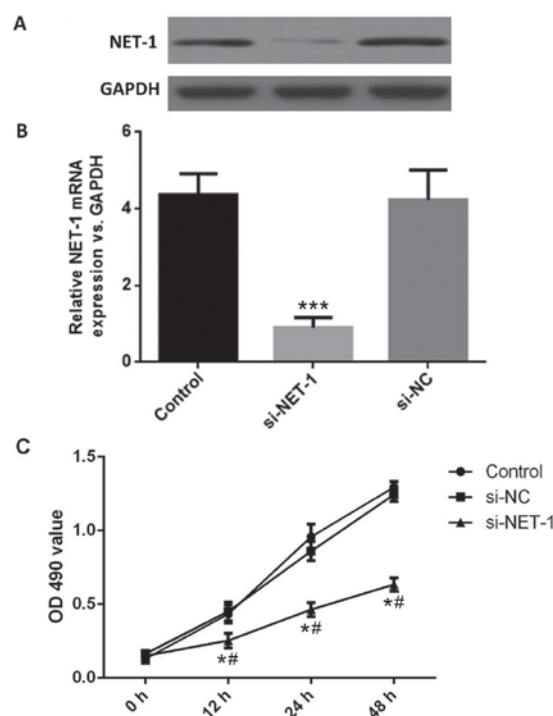 A
NET-1
GAPDH
B
Relative NET-1 mRNA
expression vs. GAPDH
6
4
2
0
***
Control
si-NET-1
si-NC
C
OD 490 value
1.5
1.0
0.5
0.0
*#
*#
*#
0 h
12 h
24 h
48 h
Control
si-NC
si-NET-1